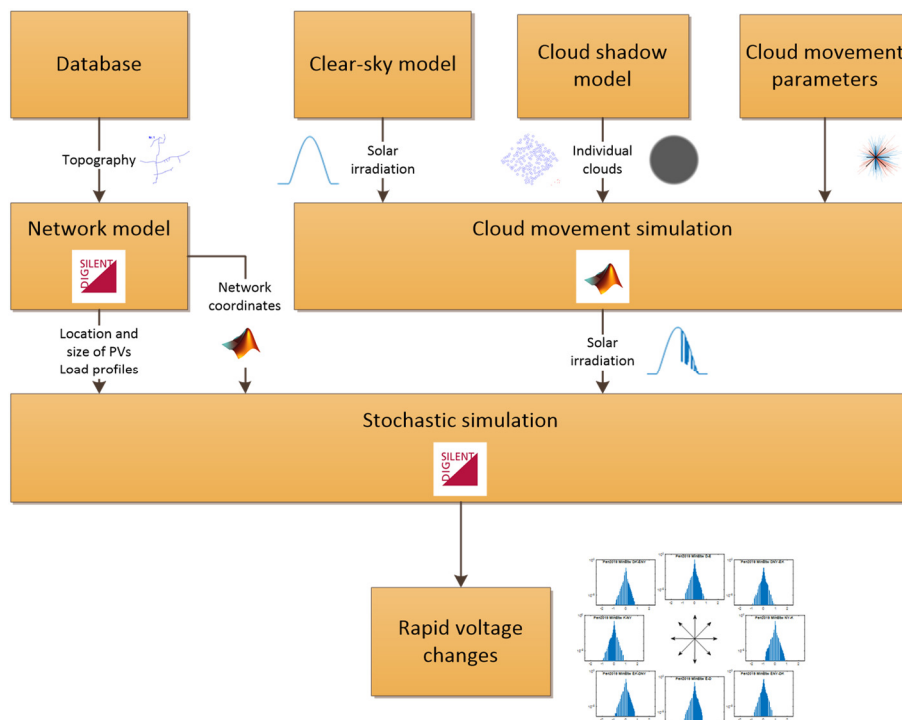 Database
Clear-sky model
Cloud shadow
model
Cloud movement
parameters
Topography
Solar
irradiation
Individual
clouds
Network model
DIG SILENT
Cloud movement simulation
Network
coordinates
Location and
size of PVs
Load profiles
Solar
irradiation
Stochastic simulation
DIG SILENT
Rapid voltage
changes